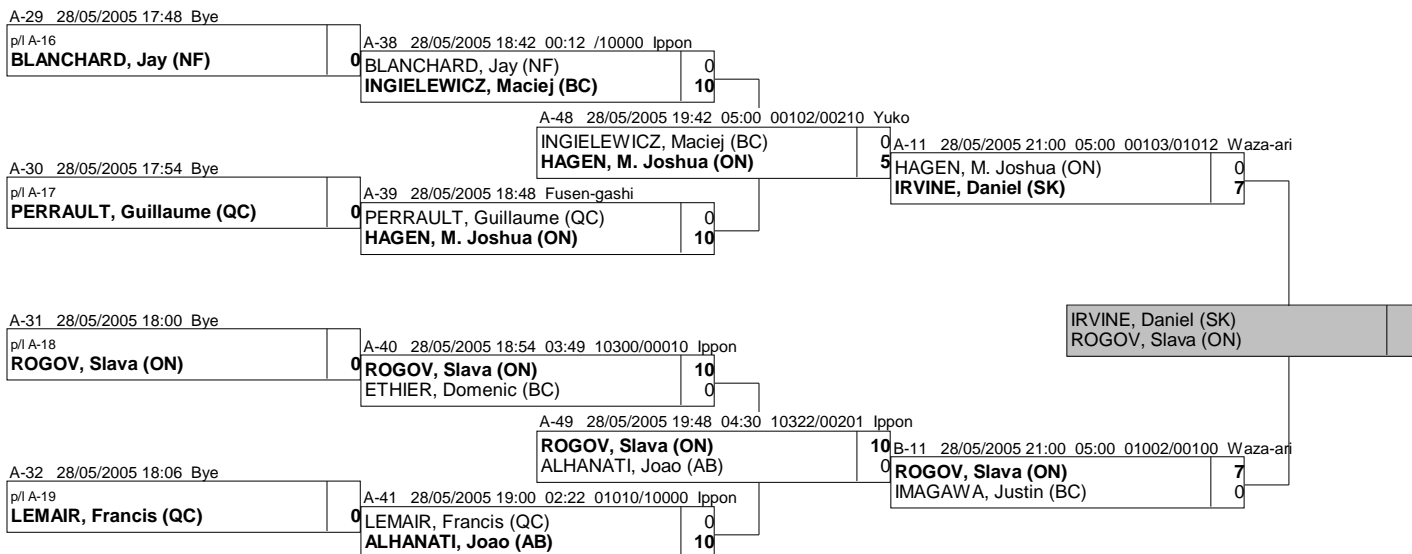 A-29 28/05/2005 17:48 Bye
p/l A-16
BLANCHARD, Jay (NF) 0
A-38 28/05/2005 18:42 00:12 /10000 Ippon
BLANCHARD, Jay (NF) 0
INGIELEWICZ, Maciej (BC) 10
A-48 28/05/2005 19:42 05:00 00102/00210 Yuko
INGIELEWICZ, Maciej (BC) 0
HAGEN, M. Joshua (ON) 5
A-11 28/05/2005 21:00 05:00 00103/01012 Waza-ari
HAGEN, M. Joshua (ON) 0
IRVINE, Daniel (SK) 7
A-30 28/05/2005 17:54 Bye
p/l A-17
PERRAULT, Guillaume (QC) 0
A-39 28/05/2005 18:48 Fusen-gashi
PERRAULT, Guillaume (QC) 0
HAGEN, M. Joshua (ON) 10
IRVINE, Daniel (SK)
ROGOV, Slava (ON)
A-31 28/05/2005 18:00 Bye
p/l A-18
ROGOV, Slava (ON) 0
A-40 28/05/2005 18:54 03:49 10300/00010 Ippon
ROGOV, Slava (ON) 10
ETHIER, Domenic (BC) 0
A-49 28/05/2005 19:48 04:30 10322/00201 Ippon
ROGOV, Slava (ON) 10
ALHANATI, Joao (AB) 0
B-11 28/05/2005 21:00 05:00 01002/00100 Waza-ari
ROGOV, Slava (ON) 7
IMAGAWA, Justin (BC) 0
A-32 28/05/2005 18:06 Bye
p/l A-19
LEMAIR, Francis (QC) 0
A-41 28/05/2005 19:00 02:22 01010/10000 Ippon
LEMAIR, Francis (QC) 0
ALHANATI, Joao (AB) 10